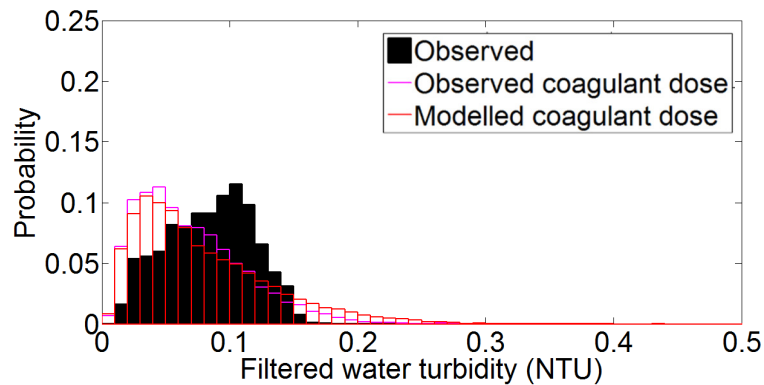 0.25
0.2
0.15
0.1
0.05
0
Probability
Observed
Observed coagulant dose
Modelled coagulant dose
0 0.1 0.2 0.3 0.4 0.5
Filtered water turbidity (NTU)